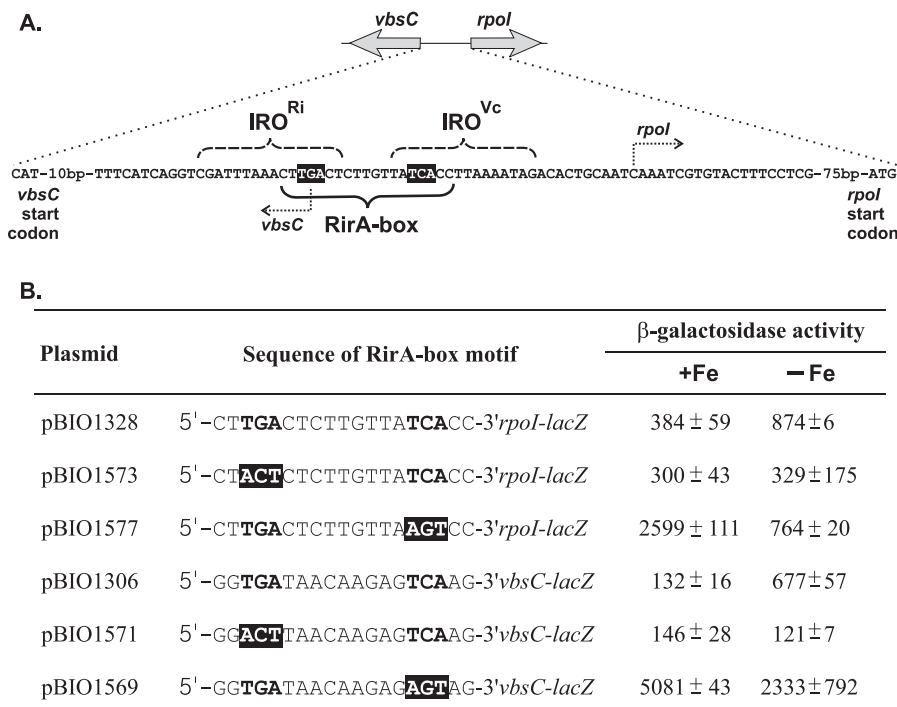 A.
vbsC rpoI
IRO^Ri IRO^Vc rpoI
CAT-10bp-TTTCATCAGGTCGATTTAAACTTGACTCTTGTTATCACCTTAAAATAGACACTGCAATCAAATCGTGTACTTTCCTCG-75bp-ATG
vbsC start codon
vbsC
RirA-box
rpoI start codon
B.
Plasmid Sequence of RirA-box motif β-galactosidase activity
+Fe −Fe
pBIO1328 5'-CTTGACTCTTGTTATCACC-3'rpoI-lacZ 384 ± 59 874±6
pBIO1573 5'-CTACTCTCTTGTTATCACC-3'rpoI-lacZ 300 ± 43 329±175
pBIO1577 5'-CTTGACTCTTGTTAAGTCC-3'rpoI-lacZ 2599 ± 111 764 ± 20
pBIO1306 5'-GGTGATAACAAGAGTCAAG-3'vbsC-lacZ 132 ± 16 677±57
pBIO1571 5'-GGACTTAACAAGAGTCAAG-3'vbsC-lacZ 146 ± 28 121±7
pBIO1569 5'-GGTGATAACAAGAGAGTAG-3'vbsC-lacZ 5081 ± 43 2333±792